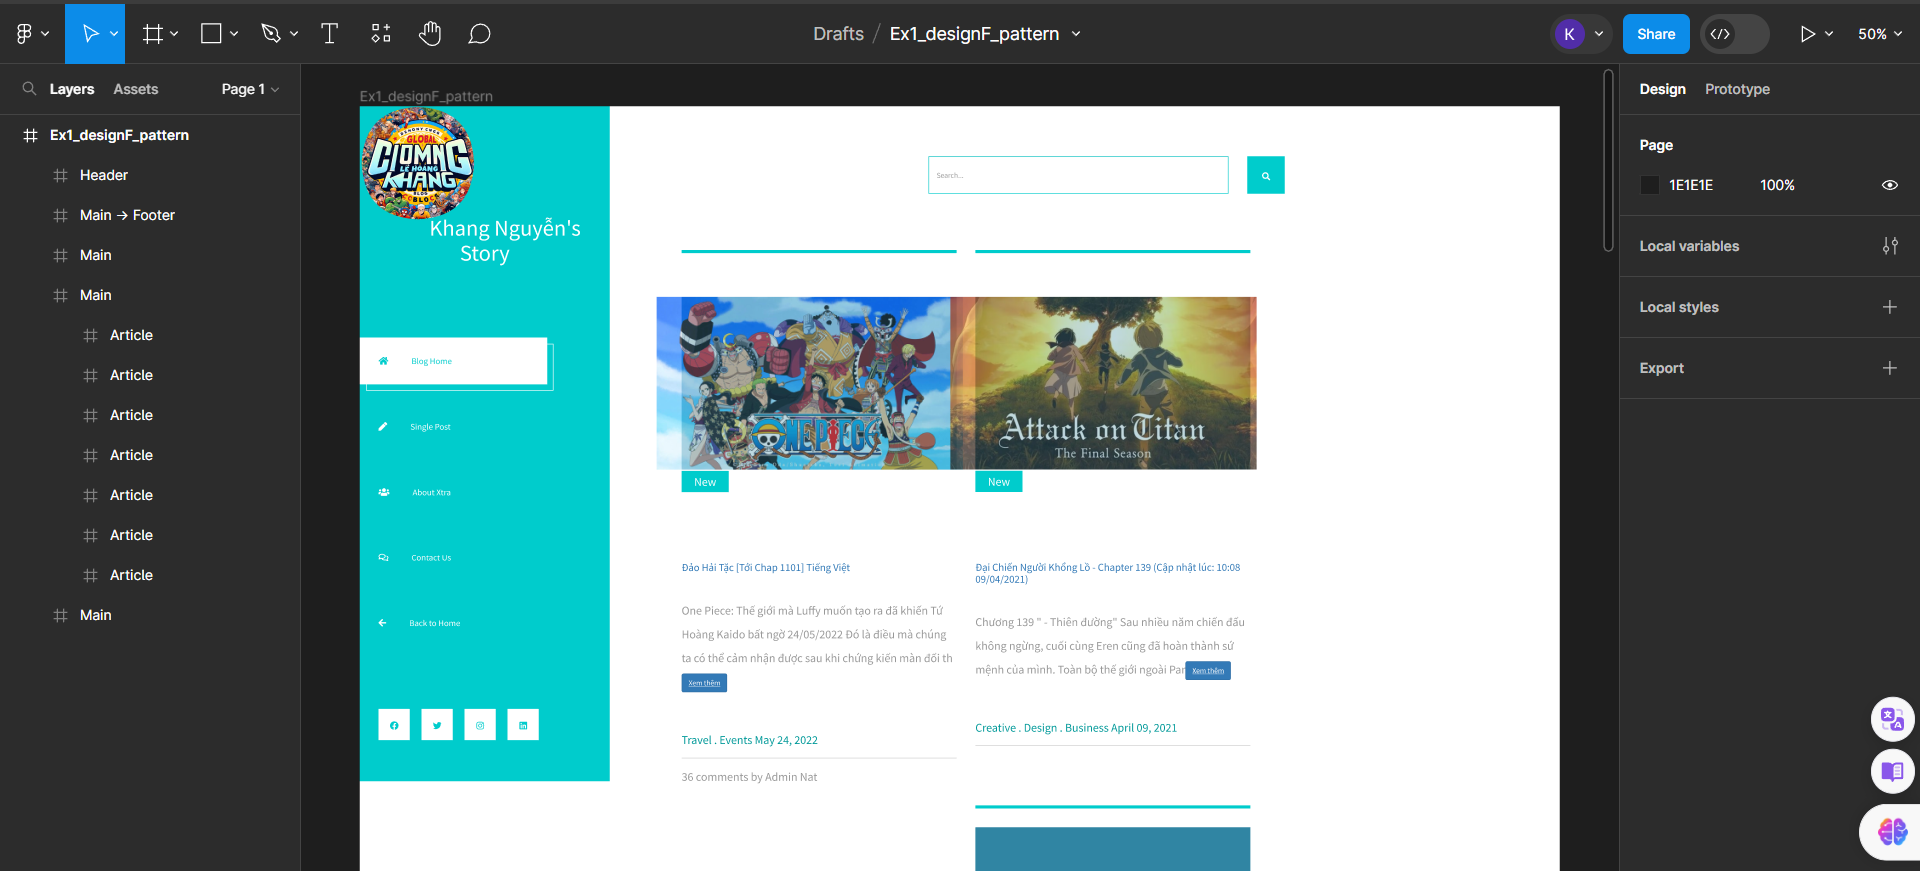 Drafts / Ex1_designF_pattern
K
Share
50%
Layers
Assets
Page 1
Ex1_designF_pattern
Header
Main → Footer
Main
Main
Article
Article
Article
Article
Article
Article
Article
Main
Ex1_designF_pattern
GLOBAL
CIOMNG
LE HOANG
KHANG
BLOG
Khang Nguyễn's
Story
Blog Home
Single Post
About Xtra
Contact Us
Back to Home
Search...
ONE PIECE
Attack on Titan
The Final Season
New
New
Đảo Hải Tặc [Tới Chap 1101] Tiếng Việt
One Piece: Thế giới mà Luffy muốn tạo ra đã khiến Tứ
Hoàng Kaido bất ngờ 24/05/2022 Đó là điều mà chúng
ta có thể cảm nhận được sau khi chứng kiến màn đối th
Xem thêm
Travel . Events May 24, 2022
36 comments by Admin Nat
Đại Chiến Người Khổng Lồ - Chapter 139 (Cập nhật lúc: 10:08
09/04/2021)
Chương 139 " - Thiên đường" Sau nhiều năm chiến đấu
không ngừng, cuối cùng Eren cũng đã hoàn thành sứ
mệnh của mình. Toàn bộ thế giới ngoài Par
Xem thêm
Creative . Design . Business April 09, 2021
Design
Prototype
Page
1E1E1E
100%
Local variables
Local styles
Export